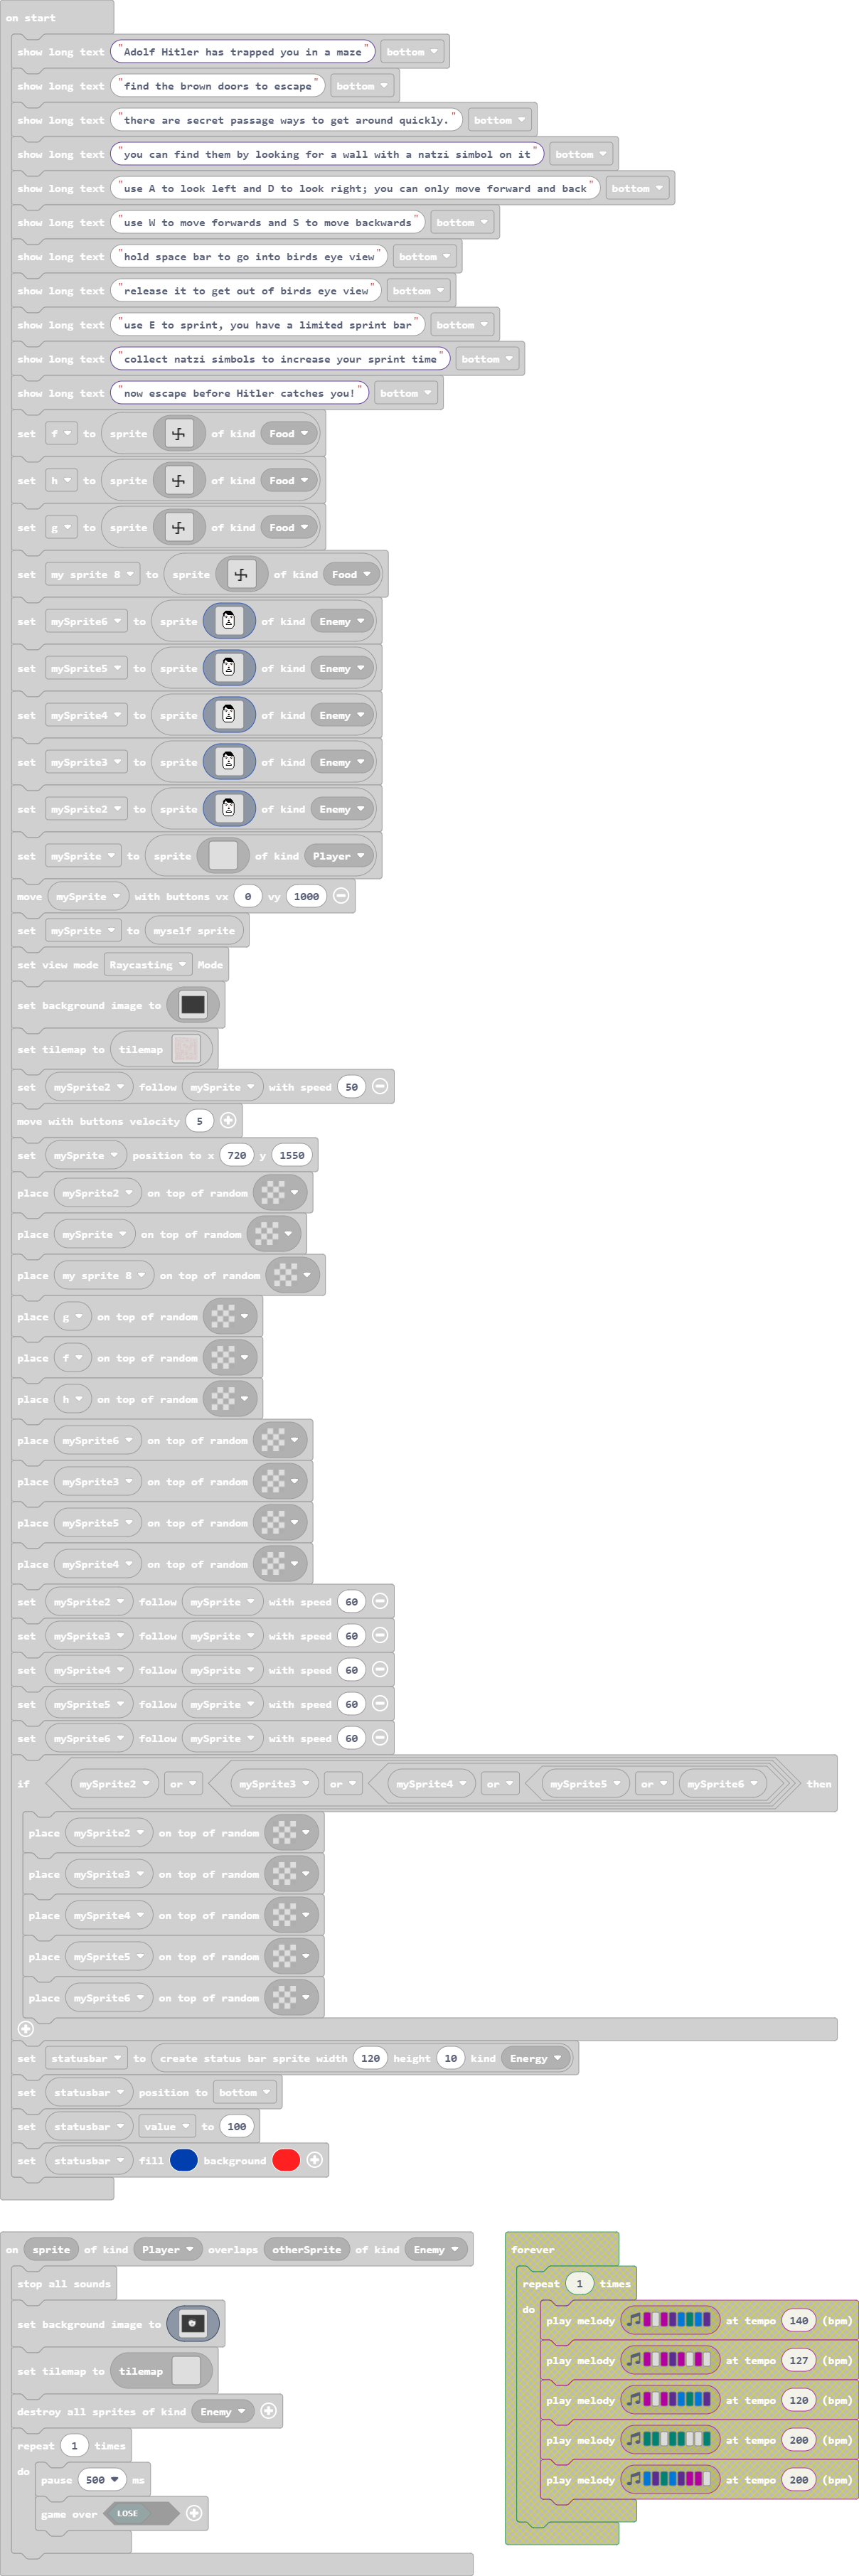 on start
show long text "Adolf Hitler has trapped you in a maze" bottom
show long text "find the brown doors to escape" bottom
show long text "there are secret passage ways to get around quickly." bottom
show long text "you can find them by looking for a wall with a natzi simbol on it" bottom
show long text "use A to look left and D to look right; you can only move forward and back" bottom
show long text "use W to move forwards and S to move backwards" bottom
show long text "hold space bar to go into birds eye view" bottom
show long text "release it to get out of birds eye view" bottom
show long text "use E to sprint, you have a limited sprint bar" bottom
show long text "collect natzi simbols to increase your sprint time" bottom
show long text "now escape before Hitler catches you!" bottom
set f to sprite of kind Food
set h to sprite of kind Food
set g to sprite of kind Food
set my sprite 8 to sprite of kind Food
set mySprite6 to sprite of kind Enemy
set mySprite5 to sprite of kind Enemy
set mySprite4 to sprite of kind Enemy
set mySprite3 to sprite of kind Enemy
set mySprite2 to sprite of kind Enemy
set mySprite to sprite of kind Player
move mySprite with buttons vx 0 vy 1000
set mySprite to myself sprite
set view mode Raycasting Mode
set background image to
set tilemap to tilemap
set mySprite2 follow mySprite with speed 50
move with buttons velocity 5
set mySprite position to x 720 y 1550
place mySprite2 on top of random
place mySprite on top of random
place my sprite 8 on top of random
place g on top of random
place f on top of random
place h on top of random
place mySprite6 on top of random
place mySprite3 on top of random
place mySprite5 on top of random
place mySprite4 on top of random
set mySprite2 follow mySprite with speed 60
set mySprite3 follow mySprite with speed 60
set mySprite4 follow mySprite with speed 60
set mySprite5 follow mySprite with speed 60
set mySprite6 follow mySprite with speed 60
if mySprite2 or mySprite3 or mySprite4 or mySprite5 or mySprite6 then
place mySprite2 on top of random
place mySprite3 on top of random
place mySprite4 on top of random
place mySprite5 on top of random
place mySprite6 on top of random
set statusbar to create status bar sprite width 120 height 10 kind Energy
set statusbar position to bottom
set statusbar value to 100
set statusbar fill background
on sprite of kind Player overlaps otherSprite of kind Enemy
stop all sounds
set background image to
set tilemap to tilemap
destroy all sprites of kind Enemy
repeat 1 times
do
pause 500 ms
game over LOSE
forever
repeat 1 times
do
play melody at tempo 140 (bpm)
play melody at tempo 127 (bpm)
play melody at tempo 120 (bpm)
play melody at tempo 200 (bpm)
play melody at tempo 200 (bpm)